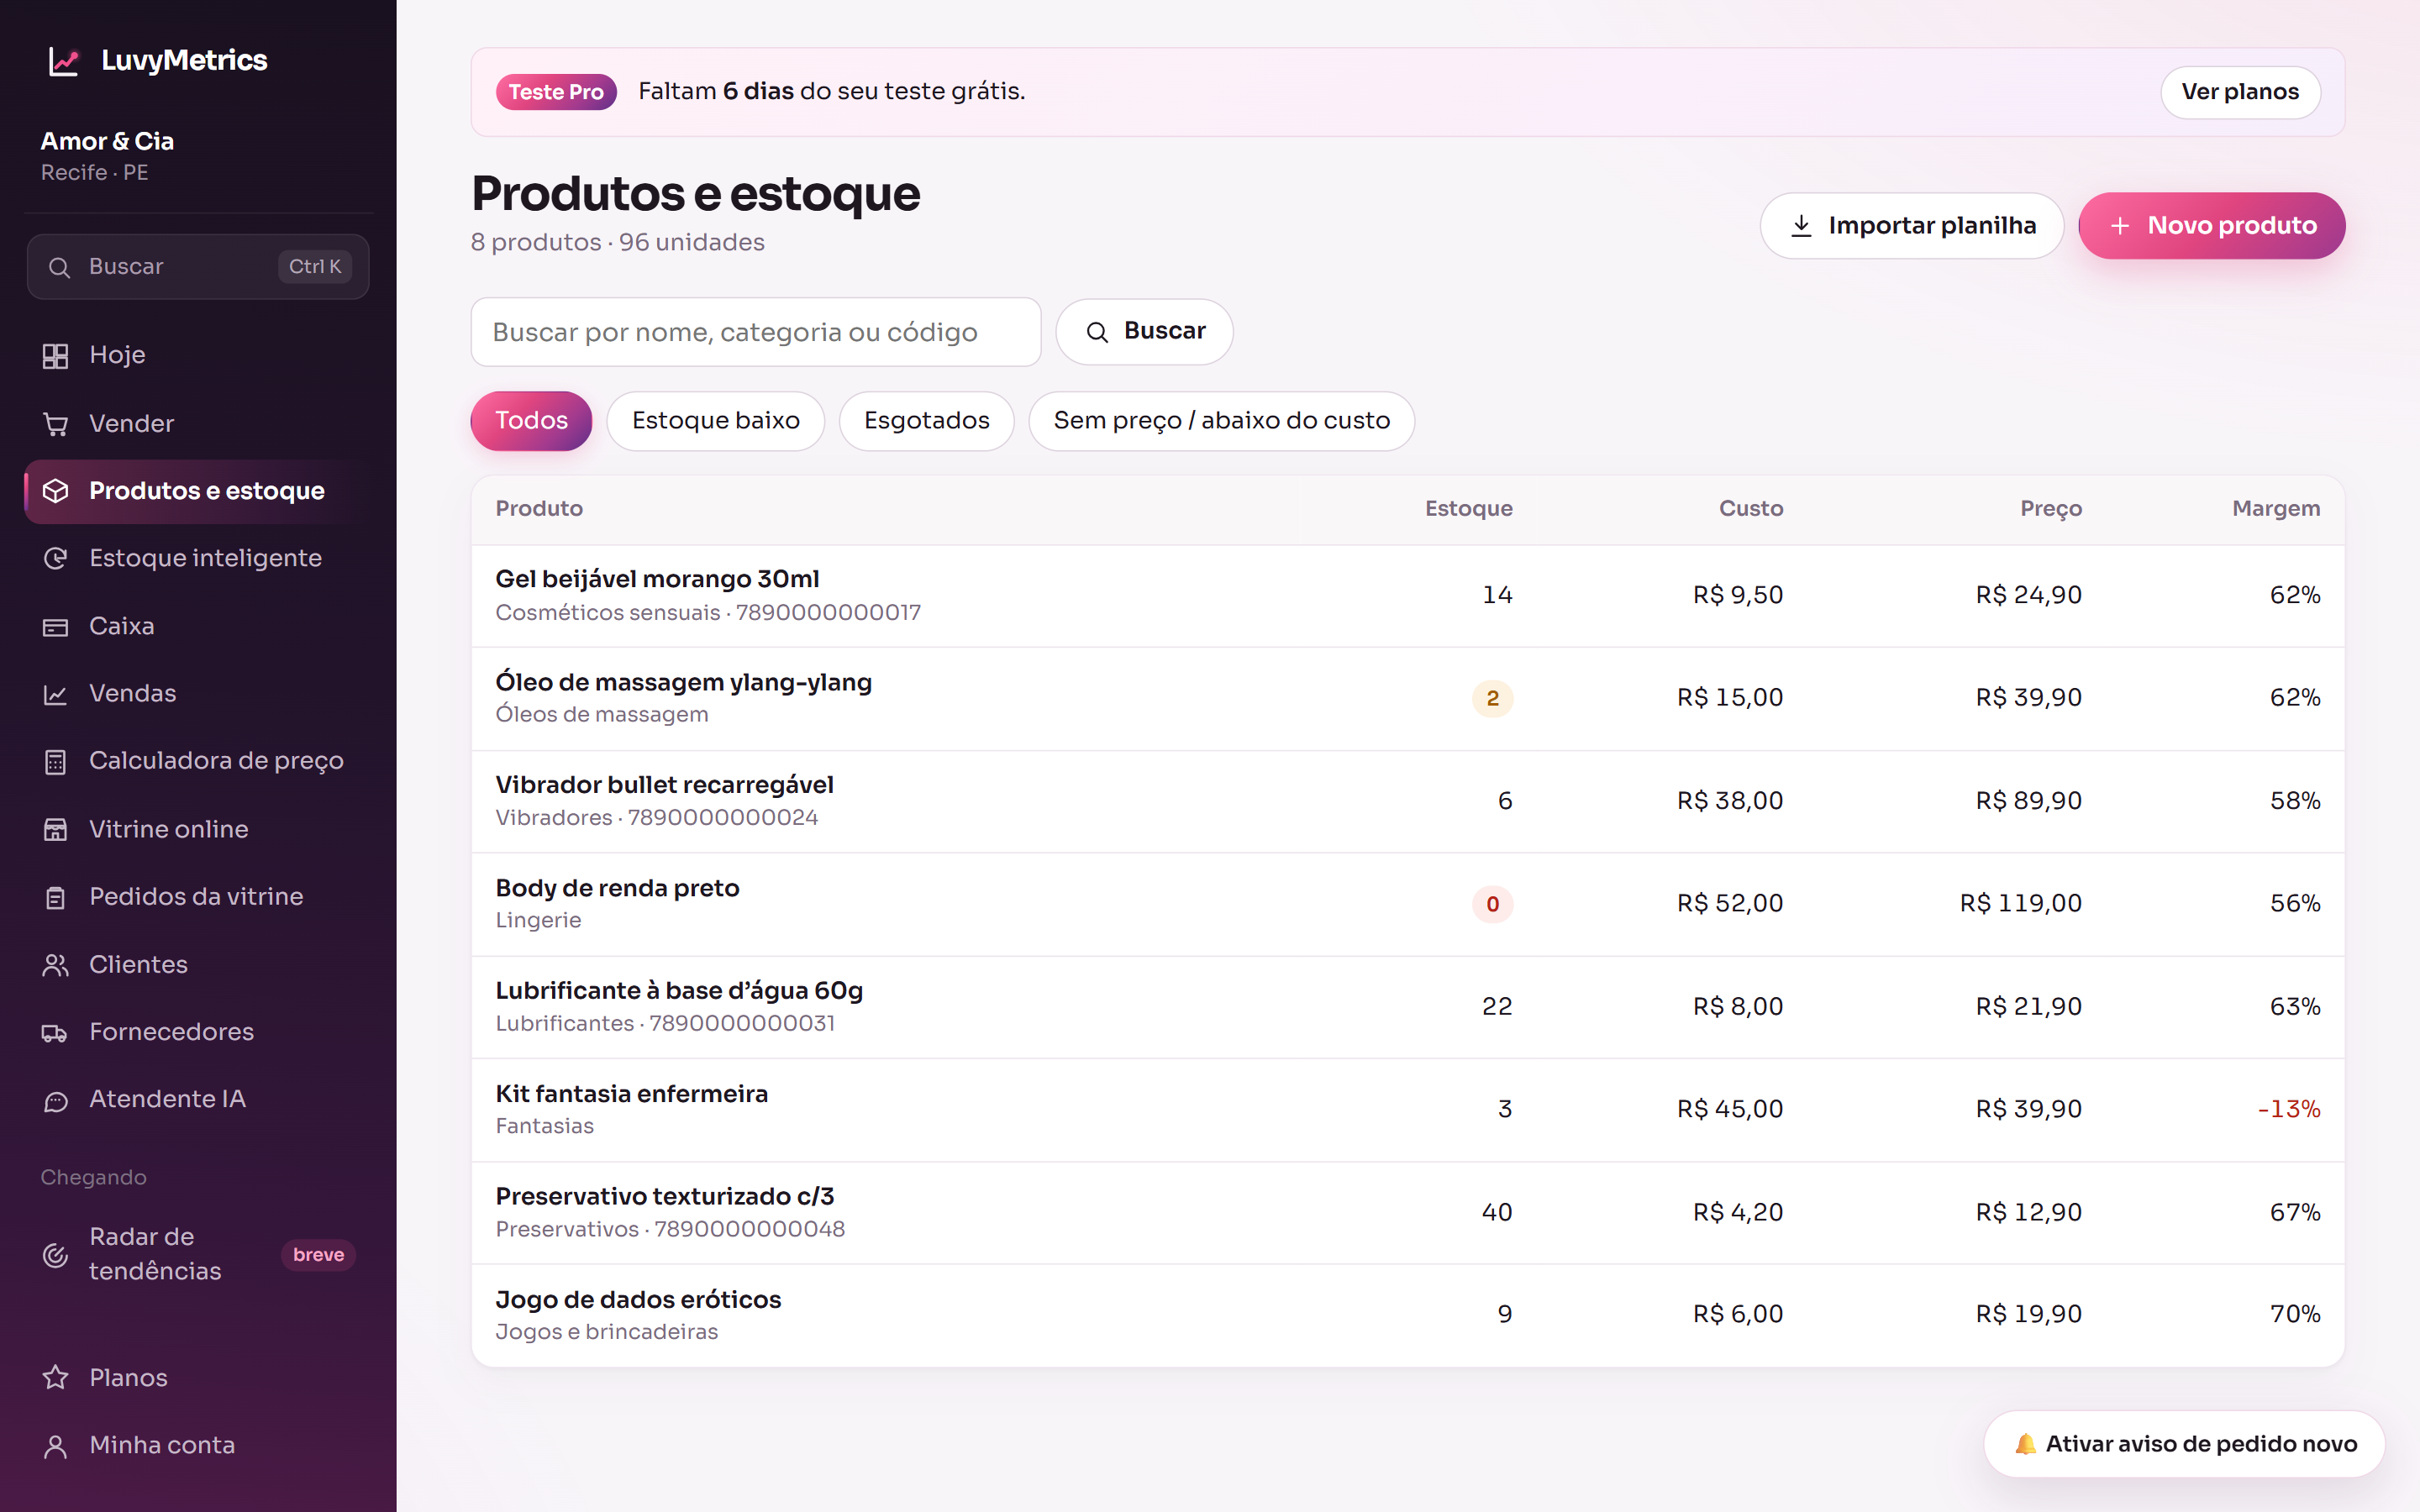 LuvyMetrics
Amor & Cia
Recife · PE
Buscar Ctrl K
Hoje
Vender
Produtos e estoque
Estoque inteligente
Caixa
Vendas
Calculadora de preço
Vitrine online
Pedidos da vitrine
Clientes
Fornecedores
Atendente IA
Chegando
Radar de
tendências
breve
Planos
Minha conta
Teste Pro Faltam 6 dias do seu teste grátis. Ver planos
Produtos e estoque
8 produtos · 96 unidades
Importar planilha
Novo produto
Buscar por nome, categoria ou código
Buscar
Todos Estoque baixo Esgotados Sem preço / abaixo do custo
Produto Estoque Custo Preço Margem
Gel beijável morango 30ml
Cosméticos sensuais · 7890000000017
14 R$ 9,50 R$ 24,90 62%
Óleo de massagem ylang-ylang
Óleos de massagem
2 R$ 15,00 R$ 39,90 62%
Vibrador bullet recarregável
Vibradores · 7890000000024
6 R$ 38,00 R$ 89,90 58%
Body de renda preto
Lingerie
0 R$ 52,00 R$ 119,00 56%
Lubrificante à base d’água 60g
Lubrificantes · 7890000000031
22 R$ 8,00 R$ 21,90 63%
Kit fantasia enfermeira
Fantasias
3 R$ 45,00 R$ 39,90 -13%
Preservativo texturizado c/3
Preservativos · 7890000000048
40 R$ 4,20 R$ 12,90 67%
Jogo de dados eróticos
Jogos e brincadeiras
9 R$ 6,00 R$ 19,90 70%
🔔 Ativar aviso de pedido novo